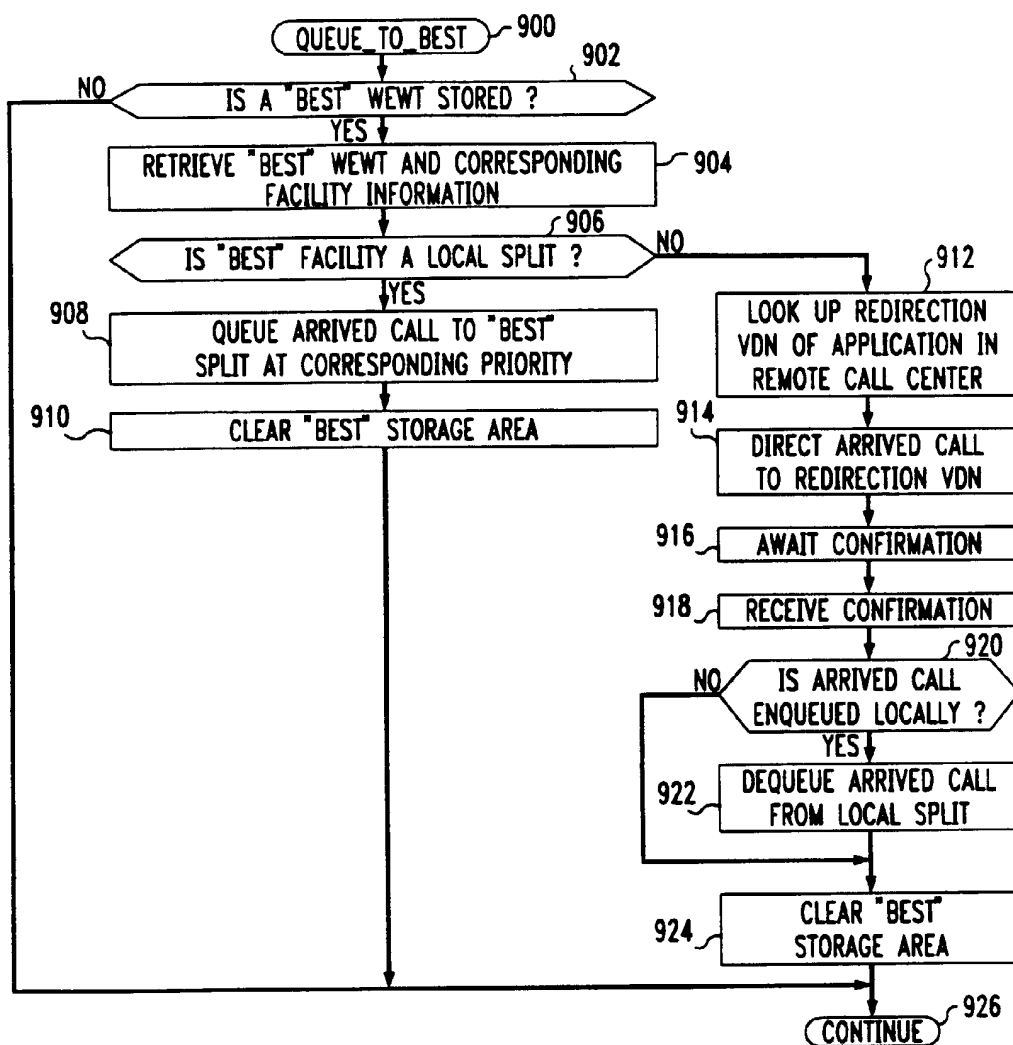 QUEUE_TO_BEST
900
902
NO
IS A "BEST" WEWT STORED ?
YES
RETRIEVE "BEST" WEWT AND CORRESPONDING
FACILITY INFORMATION
904
906
IS "BEST" FACILITY A LOCAL SPLIT ?
NO
YES
908
QUEUE ARRIVED CALL TO "BEST"
SPLIT AT CORRESPONDING PRIORITY
910
CLEAR "BEST" STORAGE AREA
912
LOOK UP REDIRECTION
VDN OF APPLICATION IN
REMOTE CALL CENTER
914
DIRECT ARRIVED CALL
TO REDIRECTION VDN
916
AWAIT CONFIRMATION
918
RECEIVE CONFIRMATION
920
NO
IS ARRIVED CALL
ENQUEUED LOCALLY ?
YES
922
DEQUEUE ARRIVED CALL
FROM LOCAL SPLIT
924
CLEAR "BEST"
STORAGE AREA
926
CONTINUE